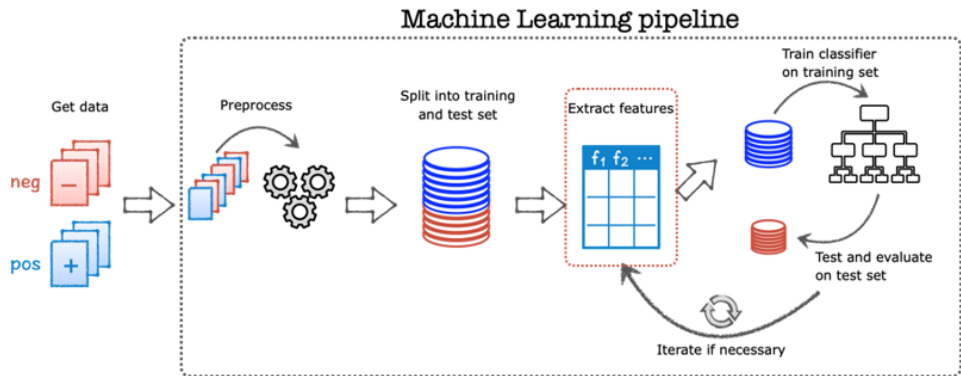 Machine Learning pipeline
Get data
neg
−
pos
+
Preprocess
Split into training
and test set
Extract features
f1 f2 ...
Train classifier
on training set
Test and evaluate
on test set
Iterate if necessary